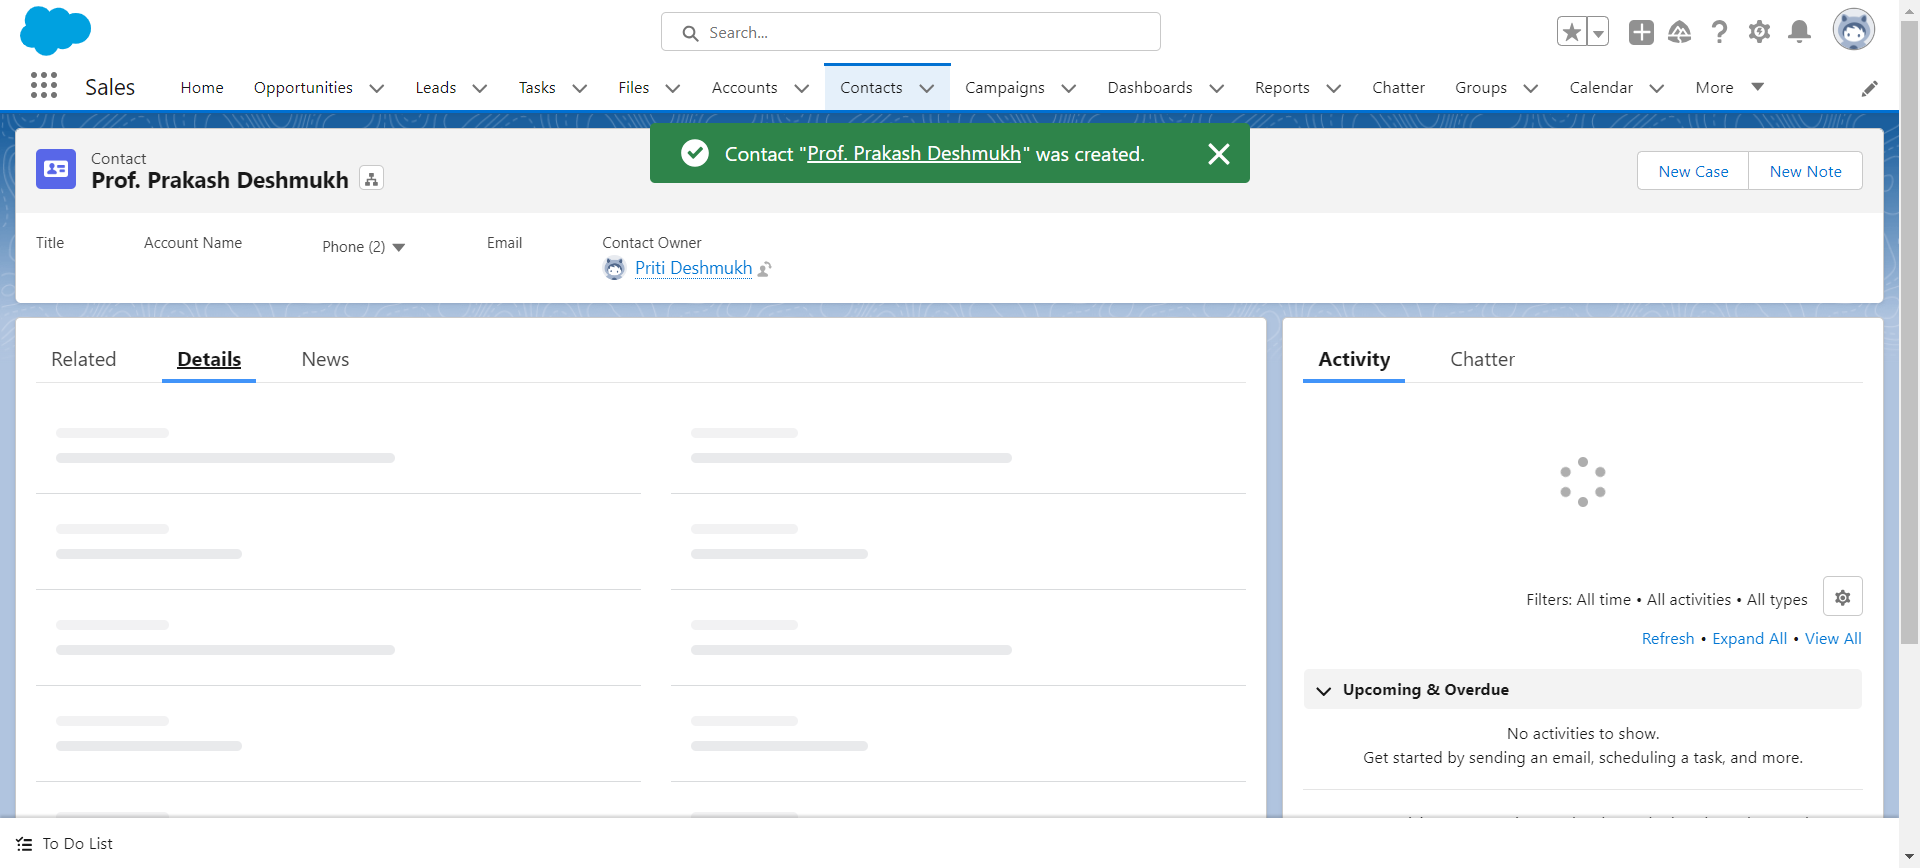 Search...
Sales
Home
Opportunities
Leads
Tasks
Files
Accounts
Contacts
Campaigns
Dashboards
Reports
Chatter
Groups
Calendar
More
Contact "Prof. Prakash Deshmukh" was created.
Contact
Prof. Prakash Deshmukh
New Case
New Note
Title
Account Name
Phone (2)
Email
Contact Owner
Priti Deshmukh
Related
Details
News
Activity
Chatter
Filters: All time • All activities • All types
Refresh • Expand All • View All
Upcoming & Overdue
No activities to show.
Get started by sending an email, scheduling a task, and more.
To Do List